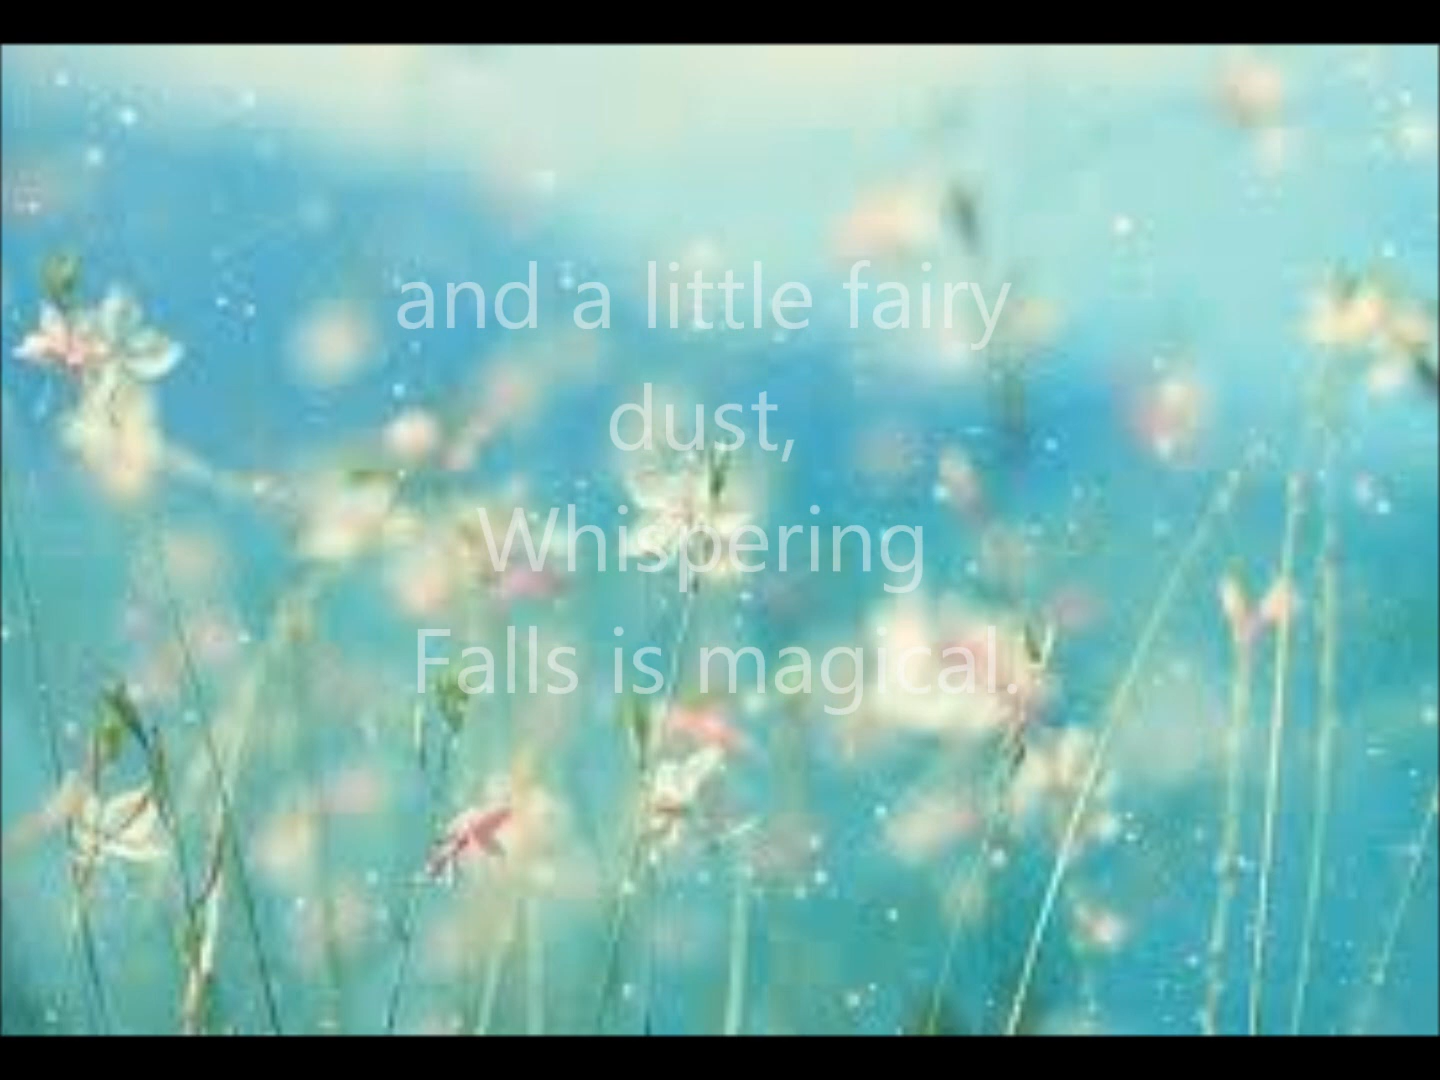 and a little fairy
dust,
Whispering
Falls is magical.